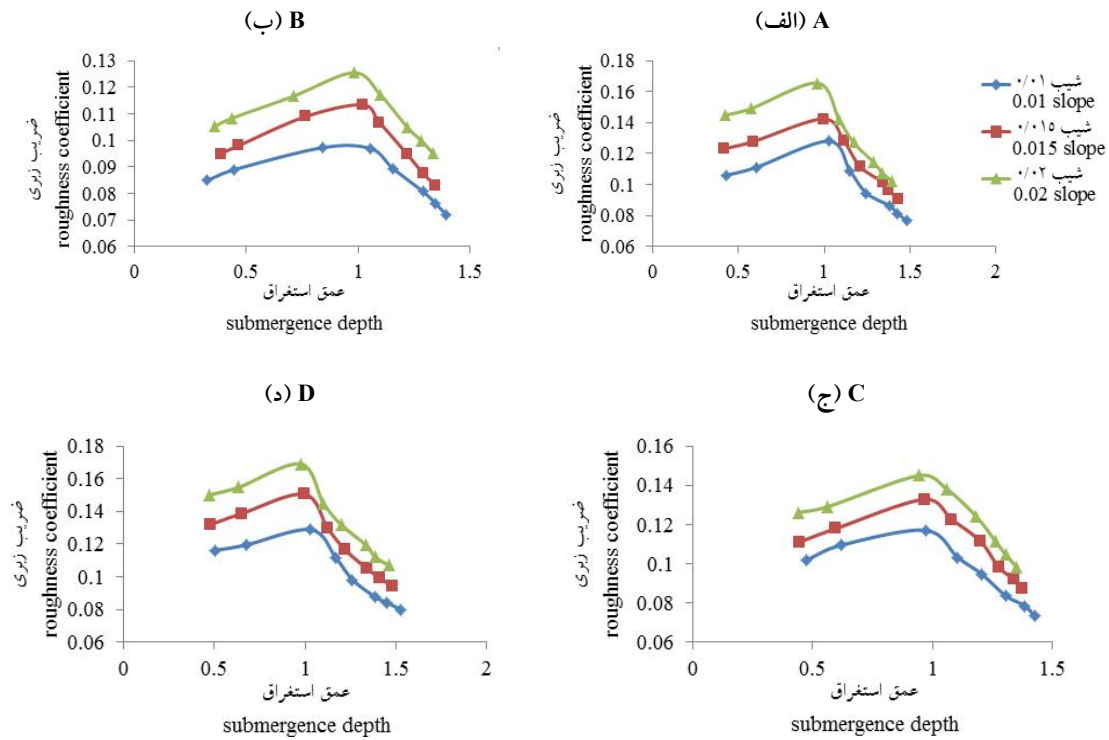 B (ب)
0.13
0.12
0.11
0.1
0.09
0.08
0.07
0.06
ضریب زبری
roughness coefficient
0 0.5 1 1.5
عمق استغراق
submergence depth
A (الف)
0.18
0.16
0.14
0.12
0.1
0.08
0.06
ضریب زبری
roughness coefficient
0 0.5 1 1.5 2
عمق استغراق
submergence depth
شیب ۰/۰۱
0.01 slope
شیب ۰/۰۱۵
0.015 slope
شیب ۰/۰۲
0.02 slope
D (د)
0.18
0.16
0.14
0.12
0.1
0.08
0.06
ضریب زبری
roughness coefficient
0 0.5 1 1.5 2
عمق استغراق
submergence depth
C (ج)
0.16
0.14
0.12
0.1
0.08
0.06
ضریب زبری
roughness coefficient
0 0.5 1 1.5
عمق استغراق
submergence depth